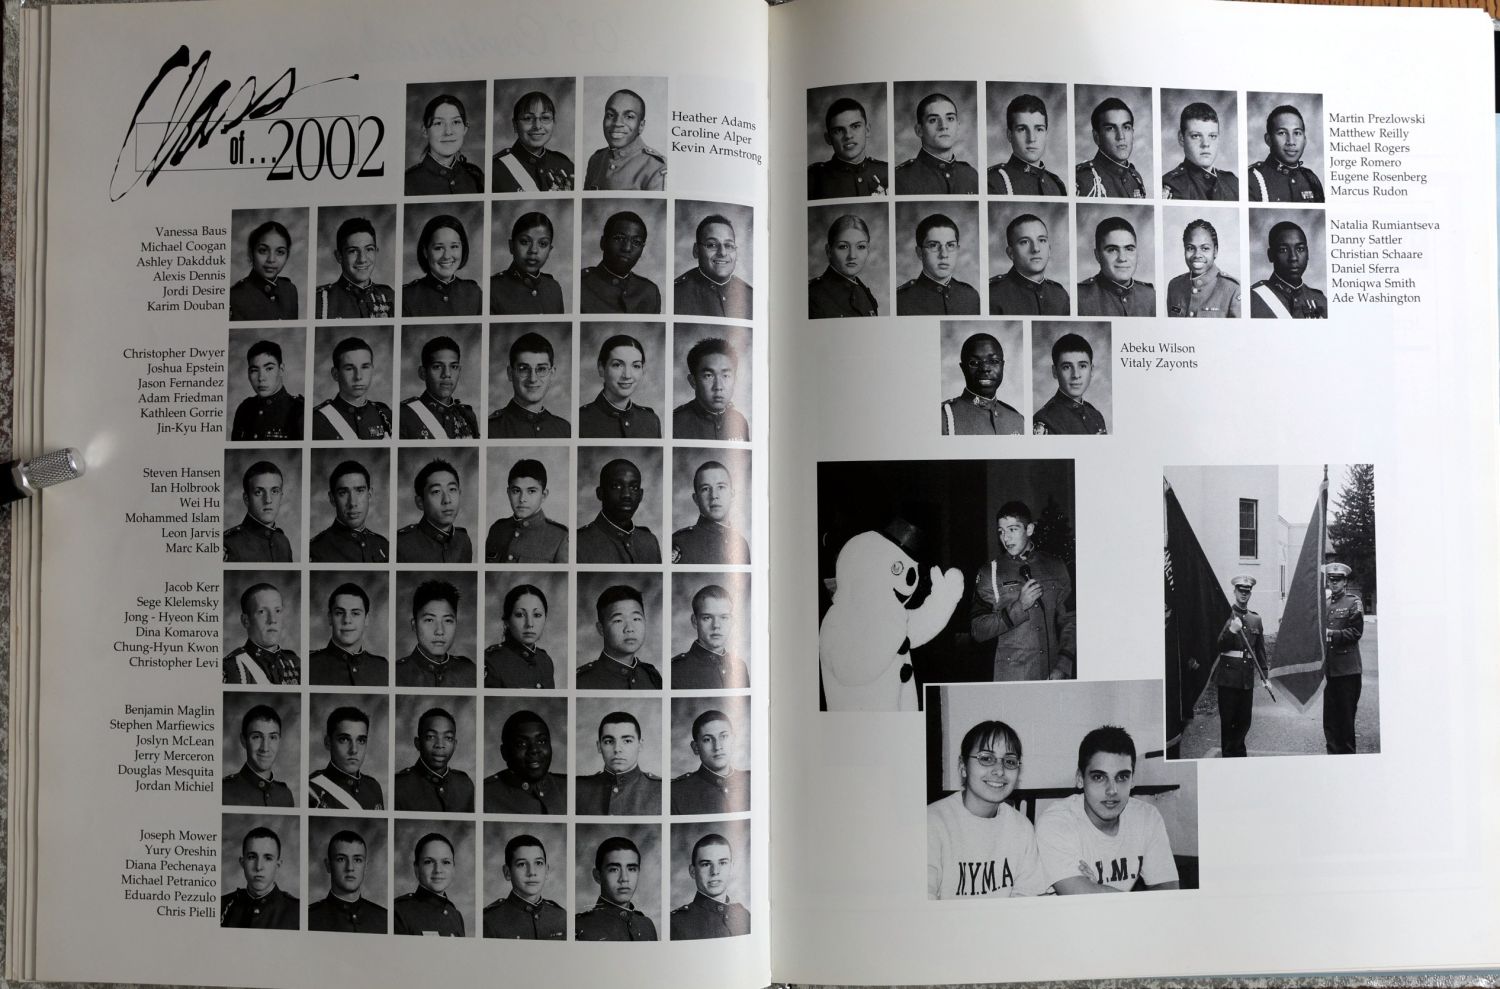 Class
of...2002
Heather Adams
Caroline Alper
Kevin Armstrong
Vanessa Baus
Michael Coogan
Ashley Dakdduk
Alexis Dennis
Jordi Desire
Karim Douban
Christopher Dwyer
Joshua Epstein
Jason Fernandez
Adam Friedman
Kathleen Gorrie
Jin-Kyu Han
Steven Hansen
Ian Holbrook
Wei Hu
Mohammed Islam
Leon Jarvis
Marc Kalb
Jacob Kerr
Sege Klelemsky
Jong - Hyeon Kim
Dina Komarova
Chung-Hyun Kwon
Christopher Levi
Benjamin Maglin
Stephen Marfiewics
Joslyn McLean
Jerry Merceron
Douglas Mesquita
Jordan Michiel
Joseph Mower
Yury Oreshin
Diana Pechenaya
Michael Petranico
Eduardo Pezzulo
Chris Pielli
Martin Prezlowski
Matthew Reilly
Michael Rogers
Jorge Romero
Eugene Rosenberg
Marcus Rudon
Natalia Rumiantseva
Danny Sattler
Christian Schaare
Daniel Sferra
Moniqwa Smith
Ade Washington
Abeku Wilson
Vitaly Zayonts
N.Y.M.A
Y.M.